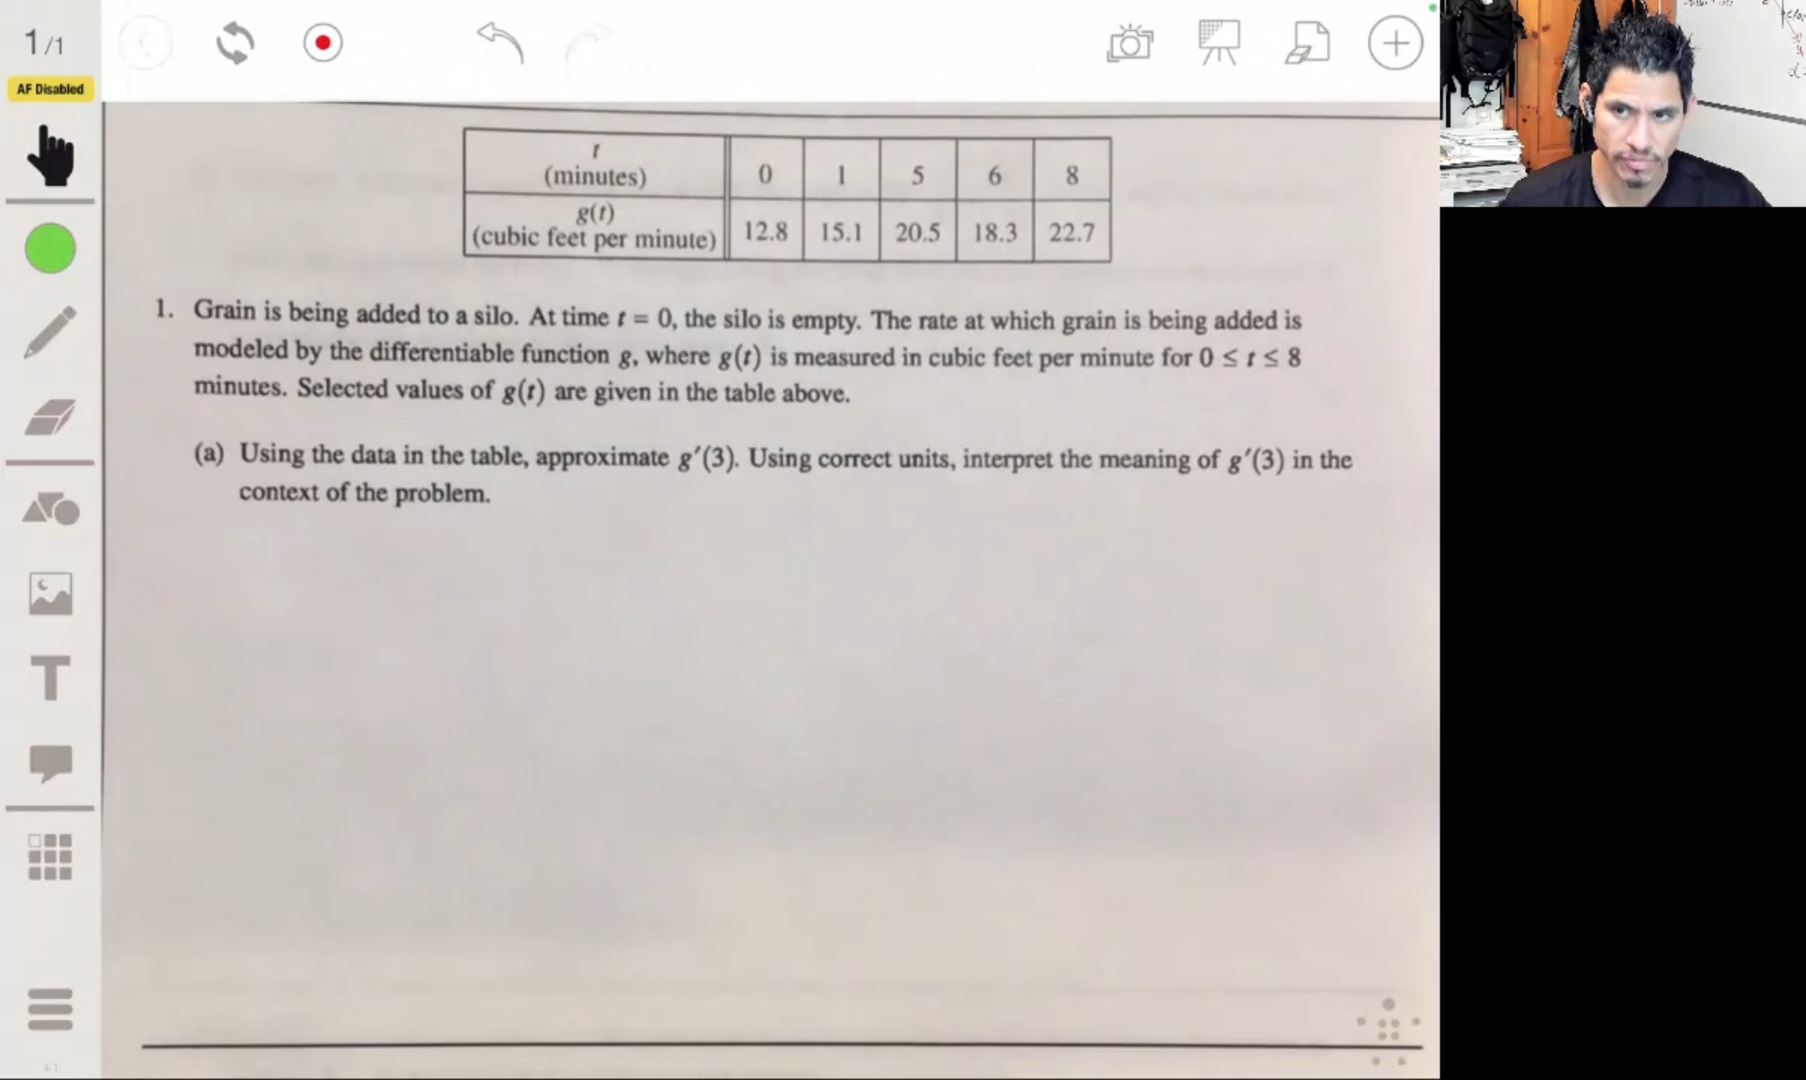 1/1
AF Disabled
t
(minutes)
0 1 5 6 8
g(t)
(cubic feet per minute)
12.8 15.1 20.5 18.3 22.7
1. Grain is being added to a silo. At time t = 0, the silo is empty. The rate at which grain is being added is
modeled by the differentiable function g, where g(t) is measured in cubic feet per minute for 0 ≤ t ≤ 8
minutes. Selected values of g(t) are given in the table above.
(a) Using the data in the table, approximate g′(3). Using correct units, interpret the meaning of g′(3) in the
context of the problem.
T